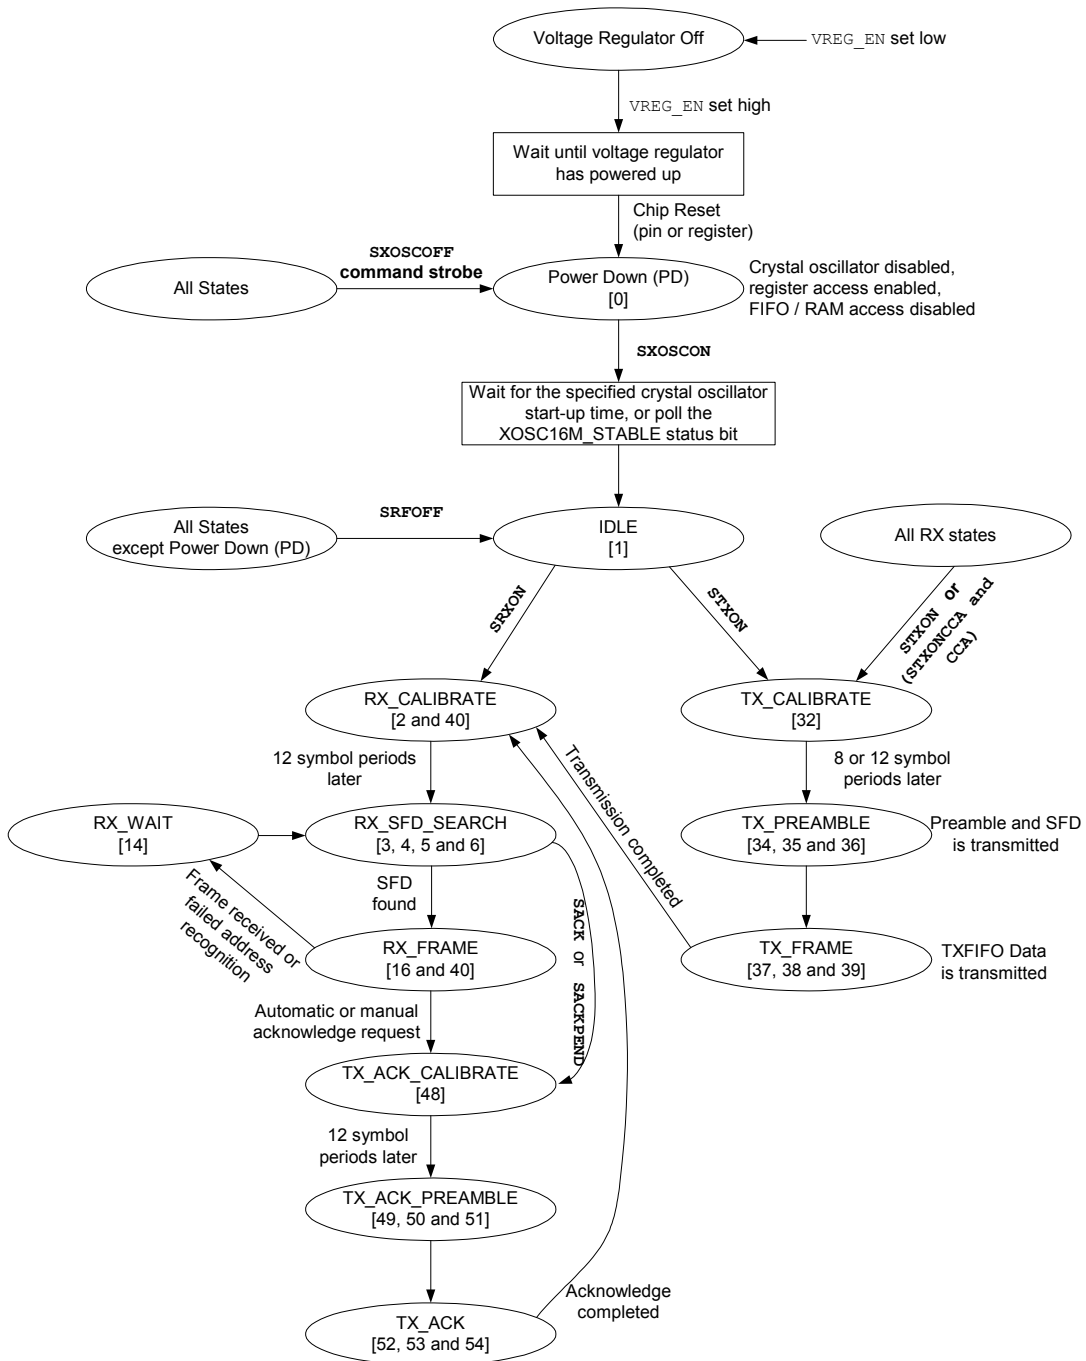 Voltage Regulator Off
VREG_EN set low
VREG_EN set high
Wait until voltage regulator
has powered up
Chip Reset
(pin or register)
SXOSCOFF
command strobe
All States
Power Down (PD)
[0]
Crystal oscillator disabled,
register access enabled,
FIFO / RAM access disabled
SXOSCON
Wait for the specified crystal oscillator
start-up time, or poll the
XOSC16M_STABLE status bit
All States
except Power Down (PD)
SRFOFF
IDLE
[1]
All RX states
SRXON
STXON
STXON or
(STXONCCA and
CCA)
RX_CALIBRATE
[2 and 40]
TX_CALIBRATE
[32]
12 symbol periods
later
8 or 12 symbol
periods later
Transmission completed
RX_WAIT
[14]
RX_SFD_SEARCH
[3, 4, 5 and 6]
TX_PREAMBLE
[34, 35 and 36]
Preamble and SFD
is transmitted
SFD
found
Frame received or
failed address
recognition
SACK or SACKPEND
RX_FRAME
[16 and 40]
TX_FRAME
[37, 38 and 39]
TXFIFO Data
is transmitted
Automatic or manual
acknowledge request
TX_ACK_CALIBRATE
[48]
12 symbol
periods later
TX_ACK_PREAMBLE
[49, 50 and 51]
Acknowledge
completed
TX_ACK
[52, 53 and 54]